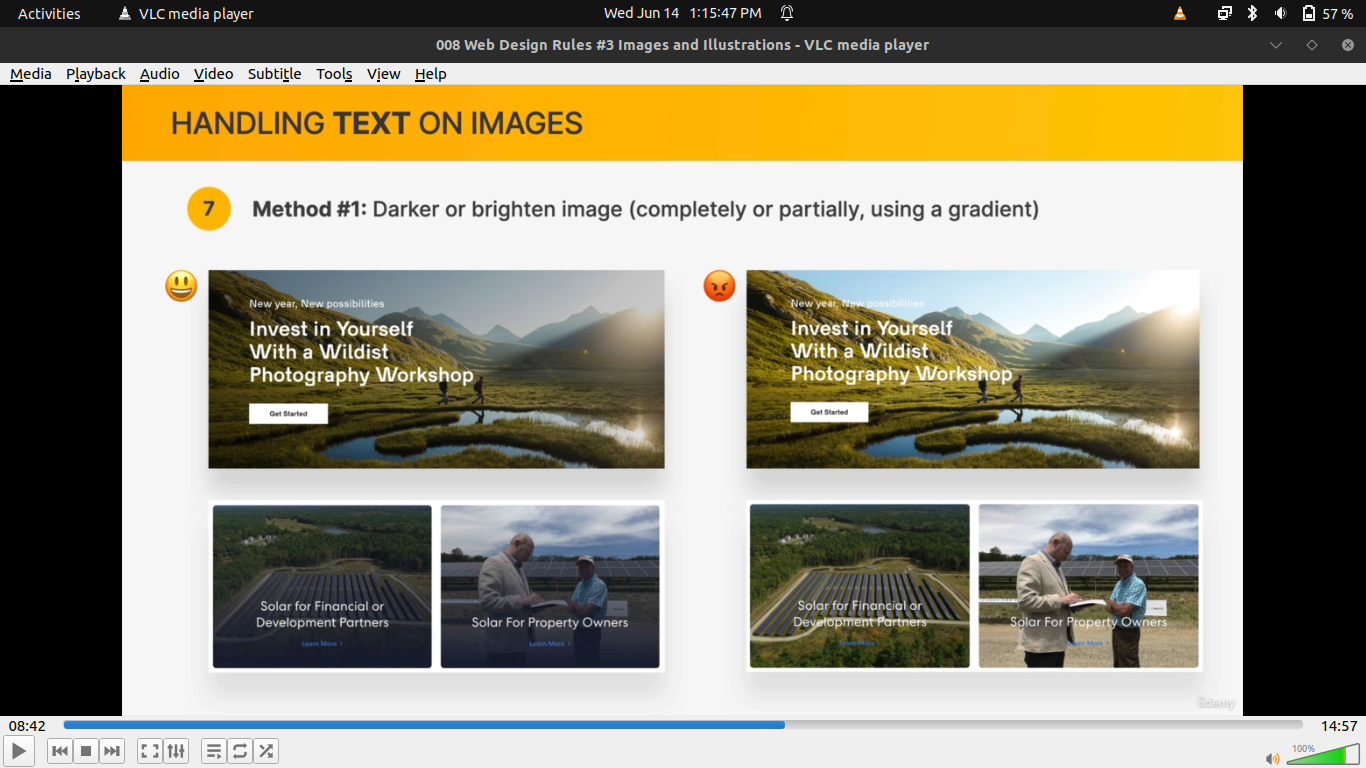 Activities VLC media player Wed Jun 14 1:15:47 PM 57 %
008 Web Design Rules #3 Images and Illustrations - VLC media player
Media Playback Audio Video Subtitle Tools View Help
HANDLING TEXT ON IMAGES
7 Method #1: Darker or brighten image (completely or partially, using a gradient)
New year, New possibilities
Invest in Yourself
With a Wildist
Photography Workshop
Get Started
New year, New possibilities
Invest in Yourself
With a Wildist
Photography Workshop
Get Started
Solar for Financial or
Development Partners
Learn More >
Solar For Property Owners
Learn More >
Solar for Financial or
Development Partners
Learn More >
Solar For Property Owners
Learn More >
ûdemy
08:42 14:57
100%